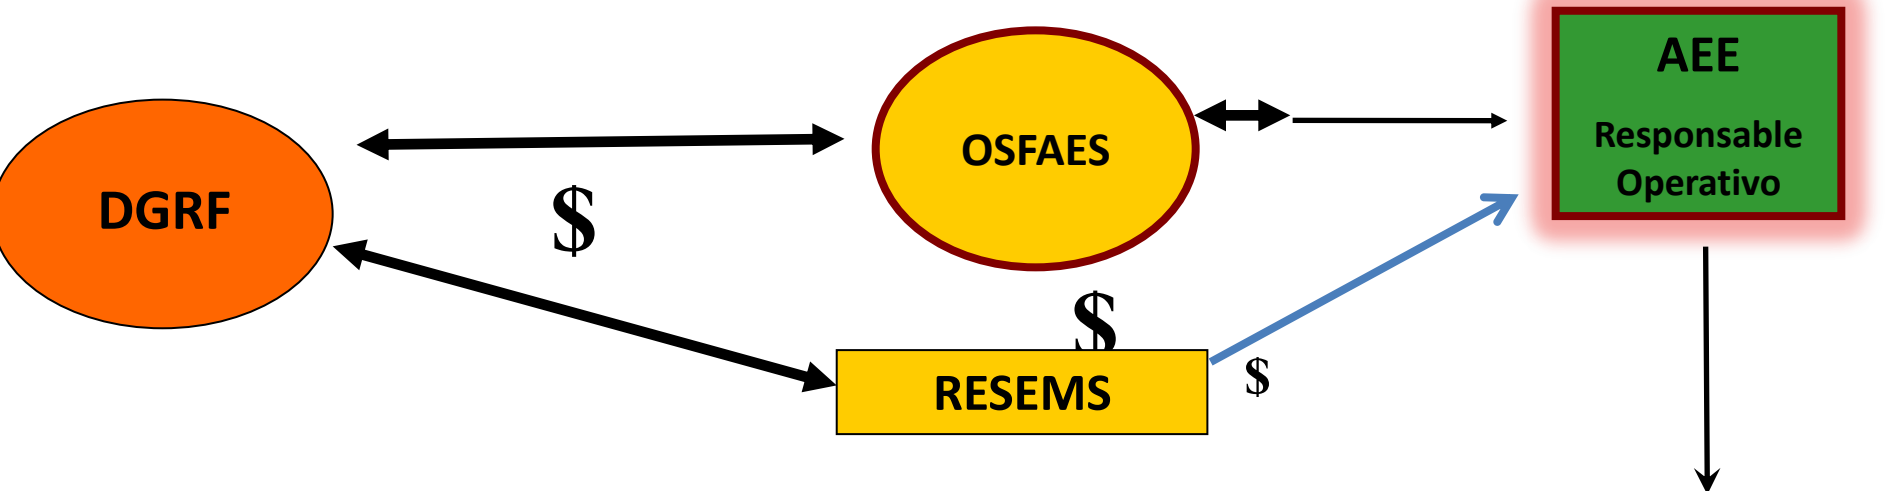 AEE
Responsable
Operativo
OSFAES
DGRF
$
$
RESEMS
$